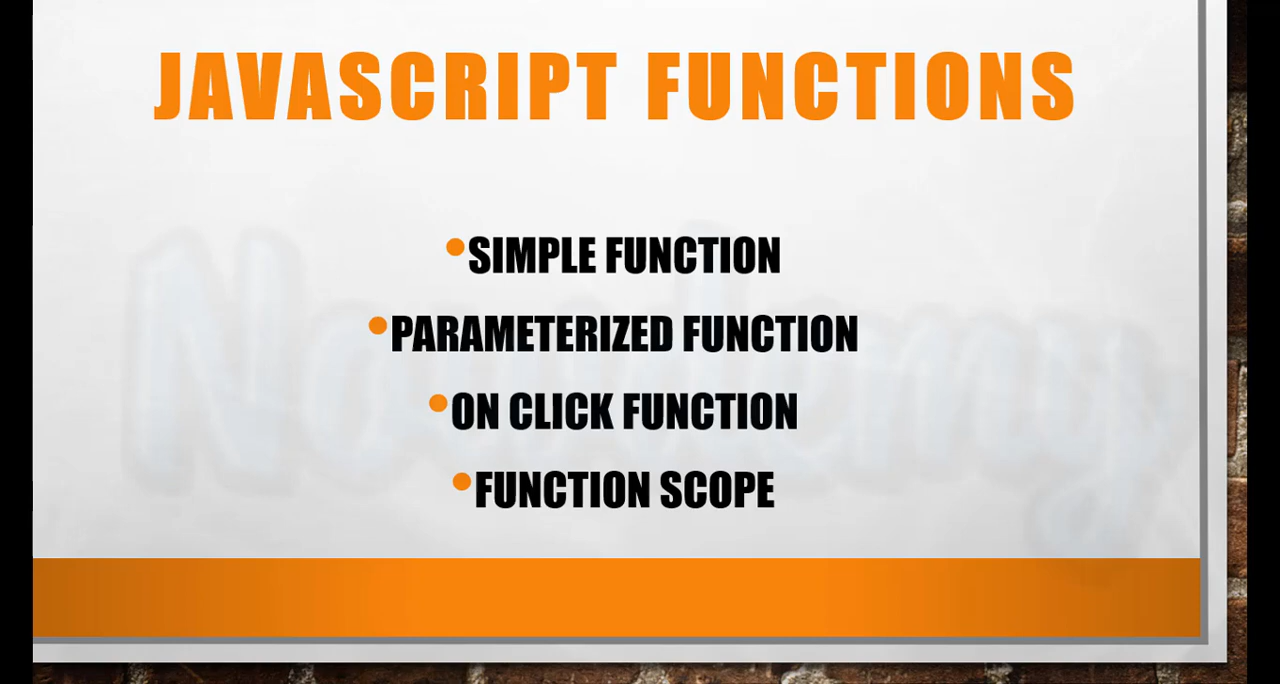 JAVASCRIPT FUNCTIONS
•SIMPLE FUNCTION
•PARAMETERIZED FUNCTION
•ON CLICK FUNCTION
•FUNCTION SCOPE